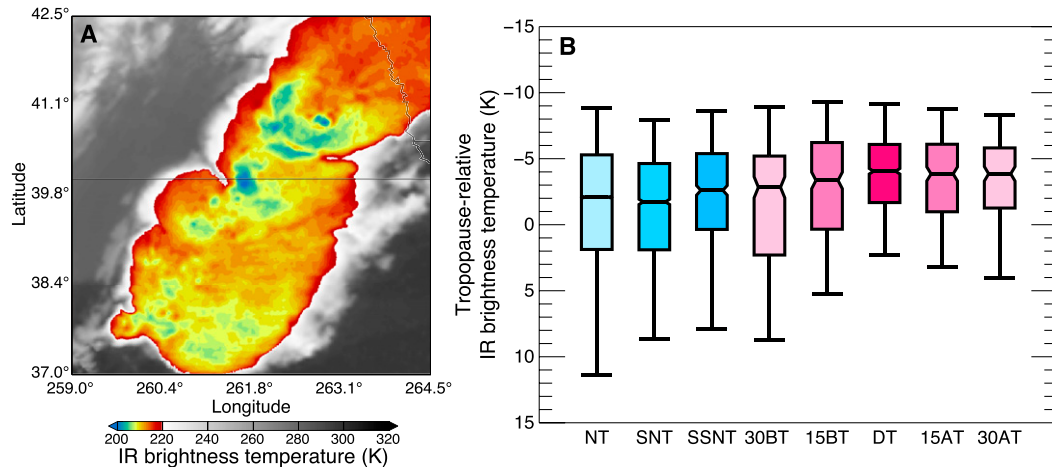 A
42.5°
41.1°
39.8°
38.4°
37.0°
Latitude
259.0° 260.4° 261.8° 263.1° 264.5°
Longitude
200 220 240 260 280 300 320
IR brightness temperature (K)
B
-15
-10
-5
0
5
10
15
Tropopause-relative
IR brightness temperature (K)
NT SNT SSNT 30BT 15BT DT 15AT 30AT